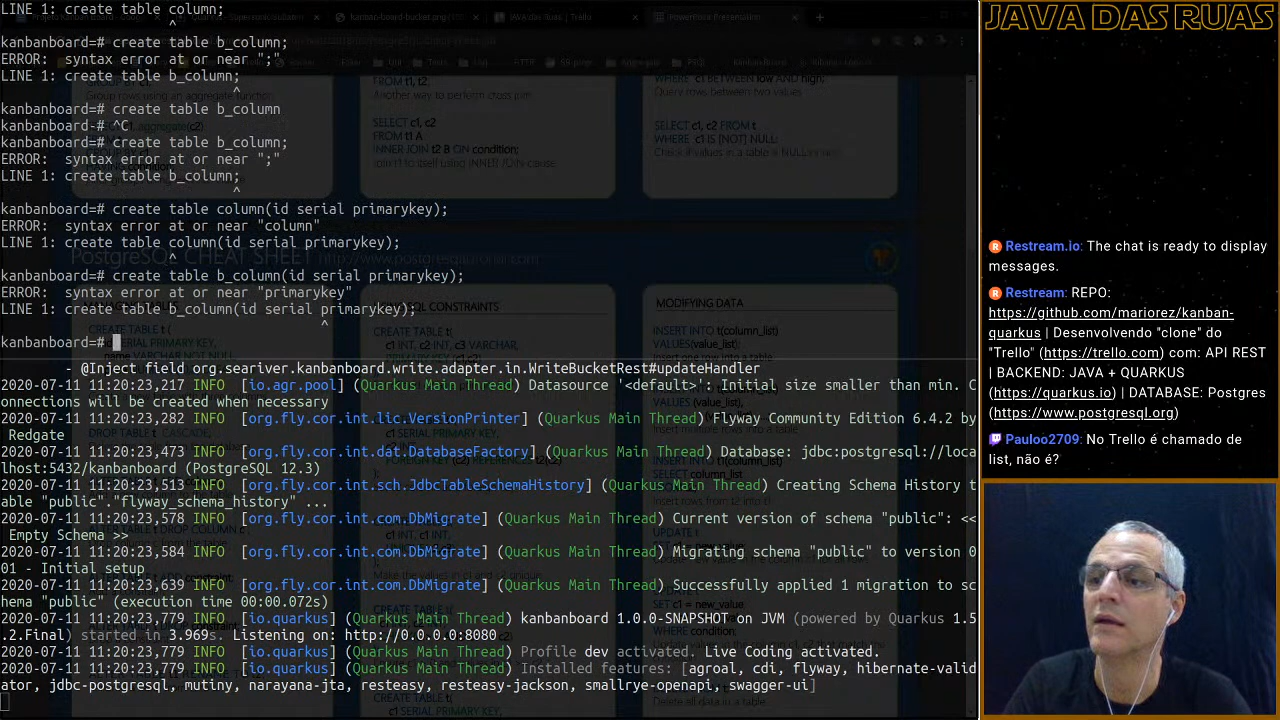 LINE 1: create table column;
^
kanbanboard=# create table b_column;
ERROR:  syntax error at or near ";"
LINE 1: create table b_column;
^
kanbanboard=# create table b_column
kanbanboard-# ^C
kanbanboard=# create table b_column;
ERROR:  syntax error at or near ";"
LINE 1: create table b_column;
^
kanbanboard=# create table column(id serial primarykey);
ERROR:  syntax error at or near "column"
LINE 1: create table column(id serial primarykey);
^
kanbanboard=# create table b_column(id serial primarykey);
ERROR:  syntax error at or near "primarykey"
LINE 1: create table b_column(id serial primarykey);
^
kanbanboard=#
- @Inject field org.seariver.kanbanboard.write.adapter.in.WriteBucketRest#updateHandler
2020-07-11 11:20:23,217 INFO  [io.agr.pool] (Quarkus Main Thread) Datasource '<default>': Initial size smaller than min. C
onnections will be created when necessary
2020-07-11 11:20:23,282 INFO  [org.fly.cor.int.lic.VersionPrinter] (Quarkus Main Thread) Flyway Community Edition 6.4.2 by
Redgate
2020-07-11 11:20:23,473 INFO  [org.fly.cor.int.dat.DatabaseFactory] (Quarkus Main Thread) Database: jdbc:postgresql://loca
lhost:5432/kanbanboard (PostgreSQL 12.3)
2020-07-11 11:20:23,513 INFO  [org.fly.cor.int.sch.JdbcTableSchemaHistory] (Quarkus Main Thread) Creating Schema History t
able "public"."flyway_schema_history" ...
2020-07-11 11:20:23,578 INFO  [org.fly.cor.int.com.DbMigrate] (Quarkus Main Thread) Current version of schema "public": <<
Empty Schema >>
2020-07-11 11:20:23,584 INFO  [org.fly.cor.int.com.DbMigrate] (Quarkus Main Thread) Migrating schema "public" to version 0
01 - Initial setup
2020-07-11 11:20:23,639 INFO  [org.fly.cor.int.com.DbMigrate] (Quarkus Main Thread) Successfully applied 1 migration to sc
hema "public" (execution time 00:00.072s)
2020-07-11 11:20:23,779 INFO  [io.quarkus] (Quarkus Main Thread) kanbanboard 1.0.0-SNAPSHOT on JVM (powered by Quarkus 1.5
.2.Final) started in 3.969s. Listening on: http://0.0.0.0:8080
2020-07-11 11:20:23,779 INFO  [io.quarkus] (Quarkus Main Thread) Profile dev activated. Live Coding activated.
2020-07-11 11:20:23,779 INFO  [io.quarkus] (Quarkus Main Thread) Installed features: [agroal, cdi, flyway, hibernate-valid
ator, jdbc-postgresql, mutiny, narayana-jta, resteasy, resteasy-jackson, smallrye-openapi, swagger-ui]
JAVA DAS RUAS
Restream.io: The chat is ready to display
messages.
Restream: REPO:
https://github.com/mariorez/kanban-
quarkus | Desenvolvendo "clone" do
"Trello" (https://trello.com) com: API REST
| BACKEND: JAVA + QUARKUS
(https://quarkus.io) | DATABASE: Postgres
(https://www.postgresql.org)
Pauloo2709: No Trello é chamado de
list, não é?